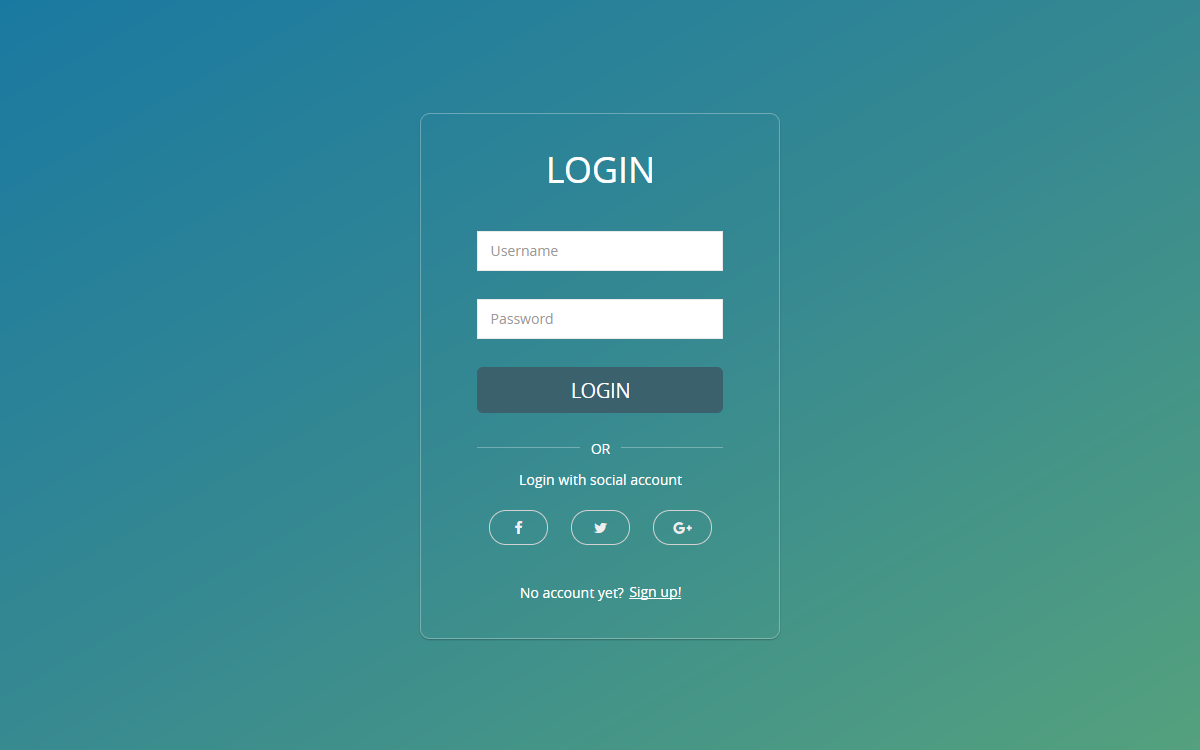 LOGIN
Username
Password
LOGIN
OR
Login with social account
No account yet? Sign up!